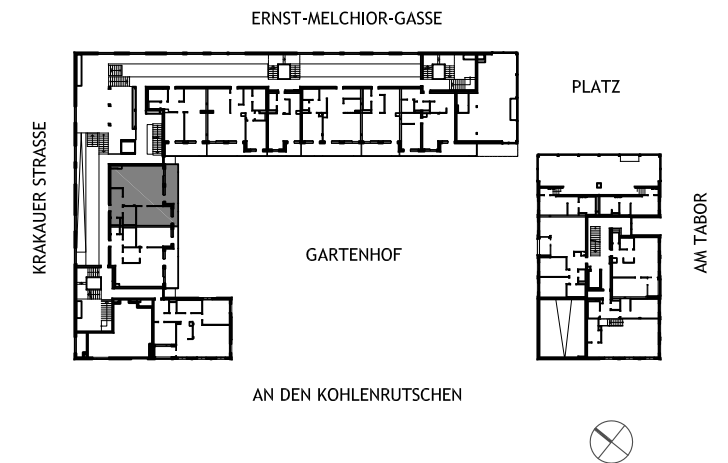 ERNST-MELCHIOR-GASSE
PLATZ
KRAKAUER STRASSE
AM TABOR
GARTENHOF
AN DEN KOHLENRUTSCHEN